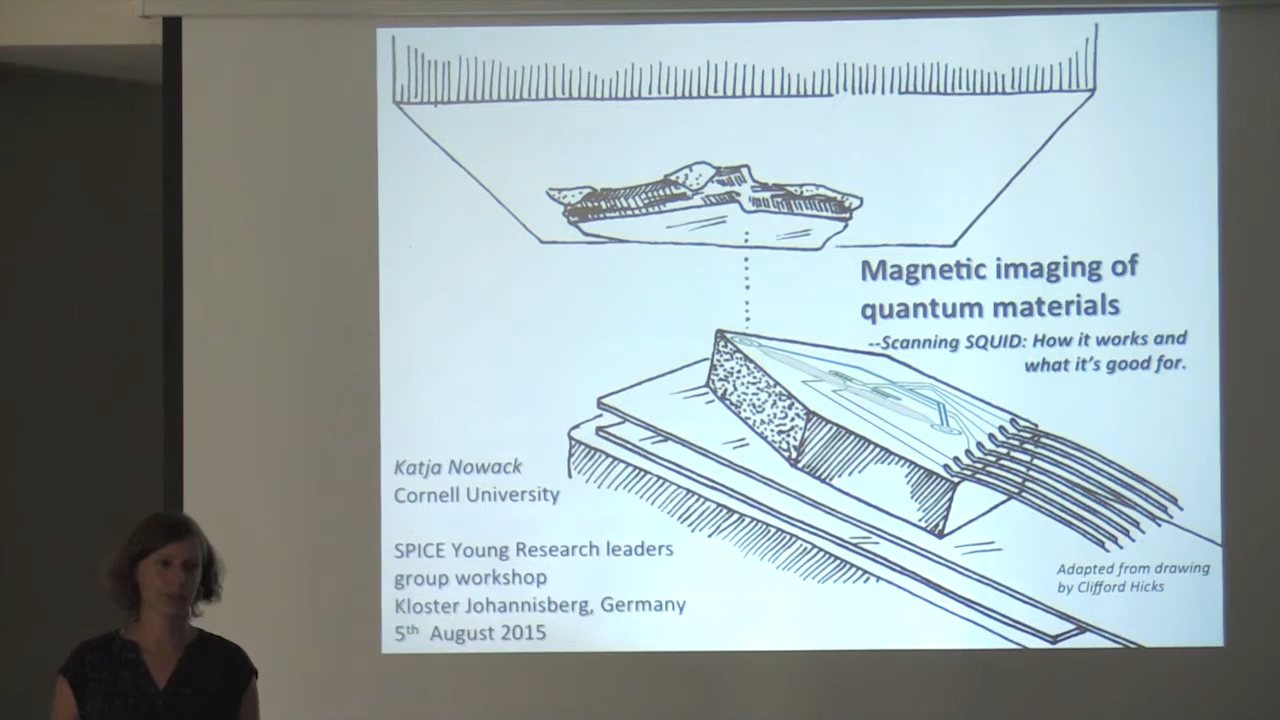 Magnetic imaging of
quantum materials
--Scanning SQUID: How it works and
what it's good for.
Katja Nowack
Cornell University
SPICE Young Research leaders
group workshop
Kloster Johannisberg, Germany
5th August 2015
Adapted from drawing
by Clifford Hicks